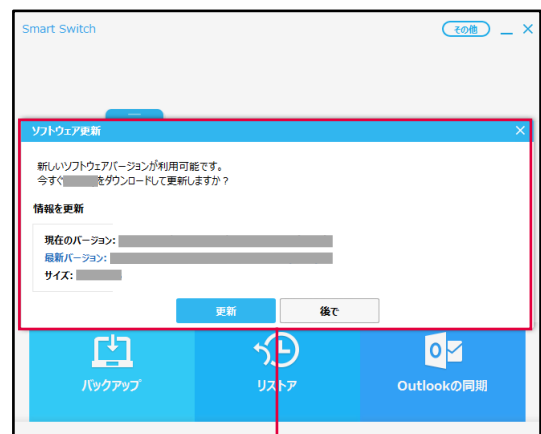 Smart Switch
その他
ソフトウェア更新
新しいソフトウェアバージョンが利用可能です。
今すぐ をダウンロードして更新しますか？
情報を更新
現在のバージョン:
最新バージョン:
サイズ:
更新 後で
バックアップ リストア Outlookの同期